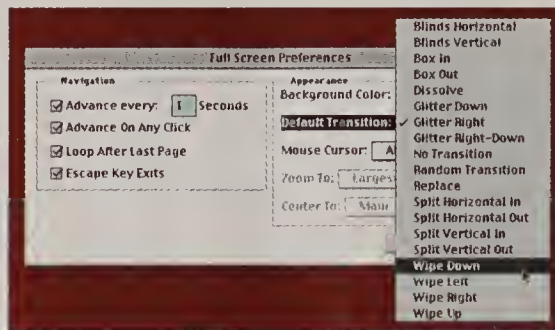 Full Screen Preferences
Navigation
Advance every: 1 Seconds
Advance On Any Click
Loop After Last Page
Escape Key Exits
Appearance
Background Color:
Default Transition:
Mouse Cursor:
Zoom To: Larges
Center To: Main
Blinds Horizontal
Blinds Vertical
Box In
Box Out
Dissolve
Glitter Down
✓ Glitter Right
Glitter Right-Down
No Transition
Random Transition
Replace
Split Horizontal In
Split Horizontal Out
Split Vertical In
Split Vertical Out
Wipe Down
Wipe Left
Wipe Right
Wipe Up